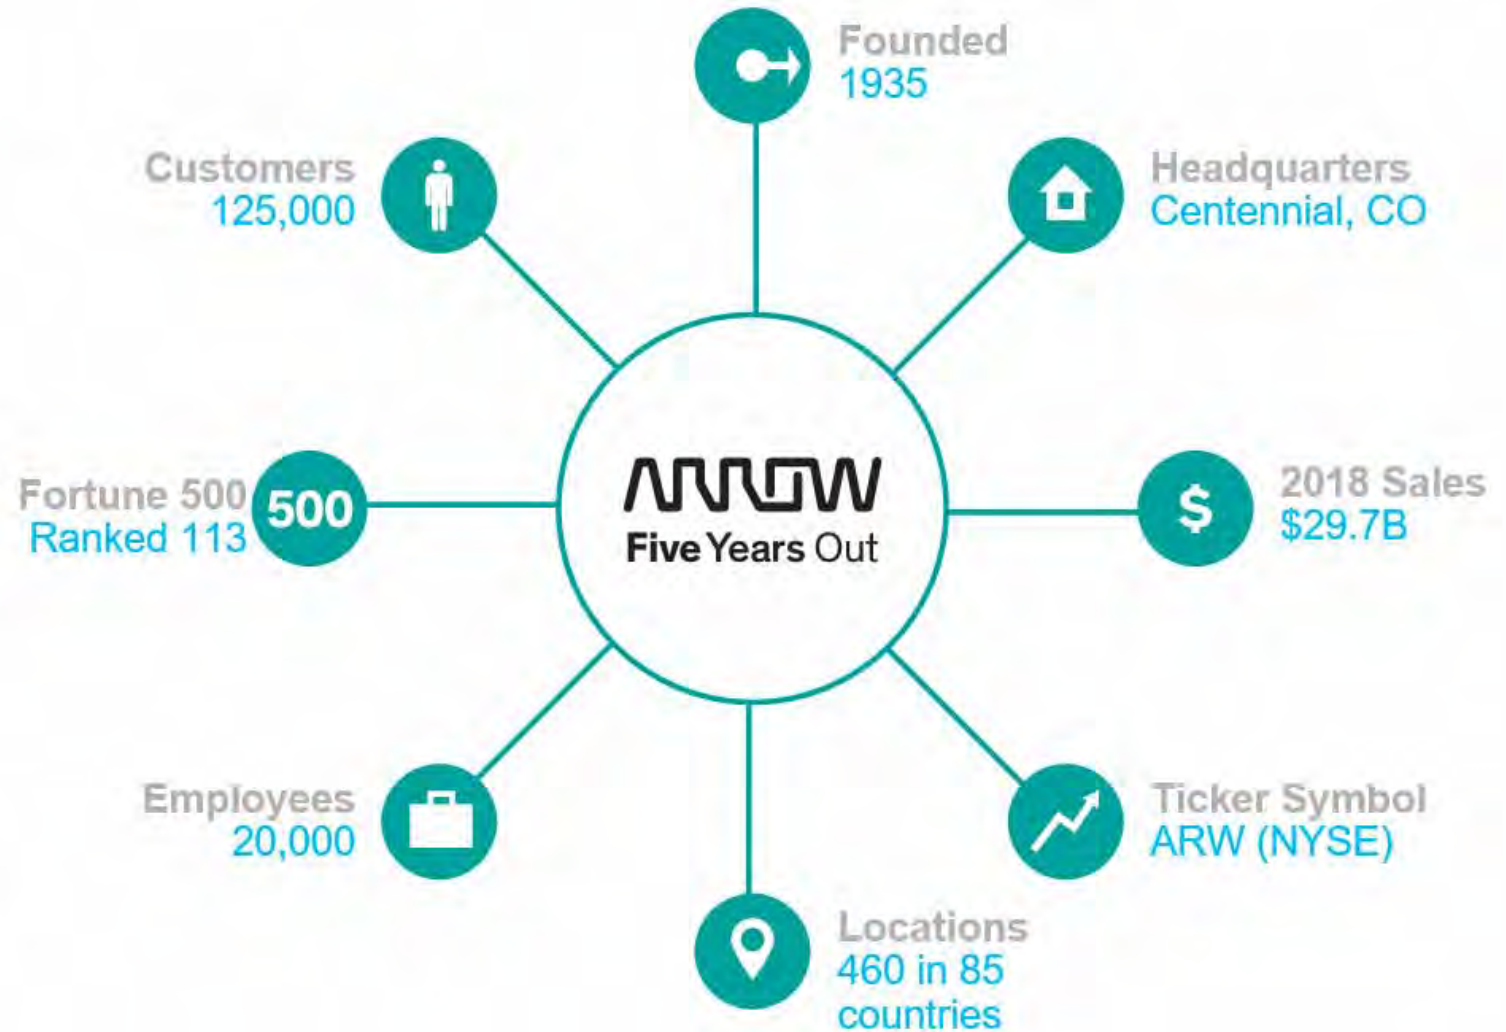 Founded
1935
Customers
125,000
Headquarters
Centennial, CO
Fortune 500
Ranked 113
500
ARROW
Five Years Out
$
2018 Sales
$29.7B
Employees
20,000
Ticker Symbol
ARW (NYSE)
Locations
460 in 85
countries